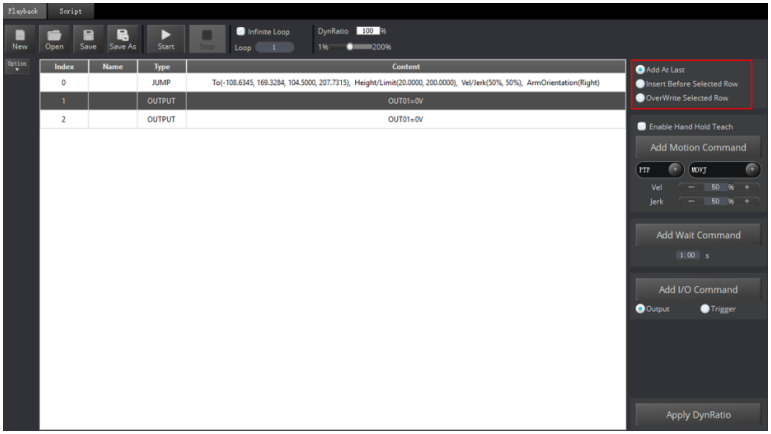 Playback Script
New Open Save Save As Start Stop
Infinite Loop
Loop 1
DynRatio 100 %
1% 200%
Option
Index Name Type Content
0 JUMP To(-108.6345, 169.3284, 104.5000, 207.7315), Height/Limit(20.0000, 200.0000), Vel/Jerk(50%, 50%), ArmOrientation(Right)
1 OUTPUT OUT01=0V
2 OUTPUT OUT01=0V
Add At Last
Insert Before Selected Row
OverWrite Selected Row
Enable Hand Hold Teach
Add Motion Command
PTP MOVJ
Vel − 50 % +
Jerk − 50 % +
Add Wait Command
1.00 s
Add I/O Command
Output Trigger
Apply DynRatio